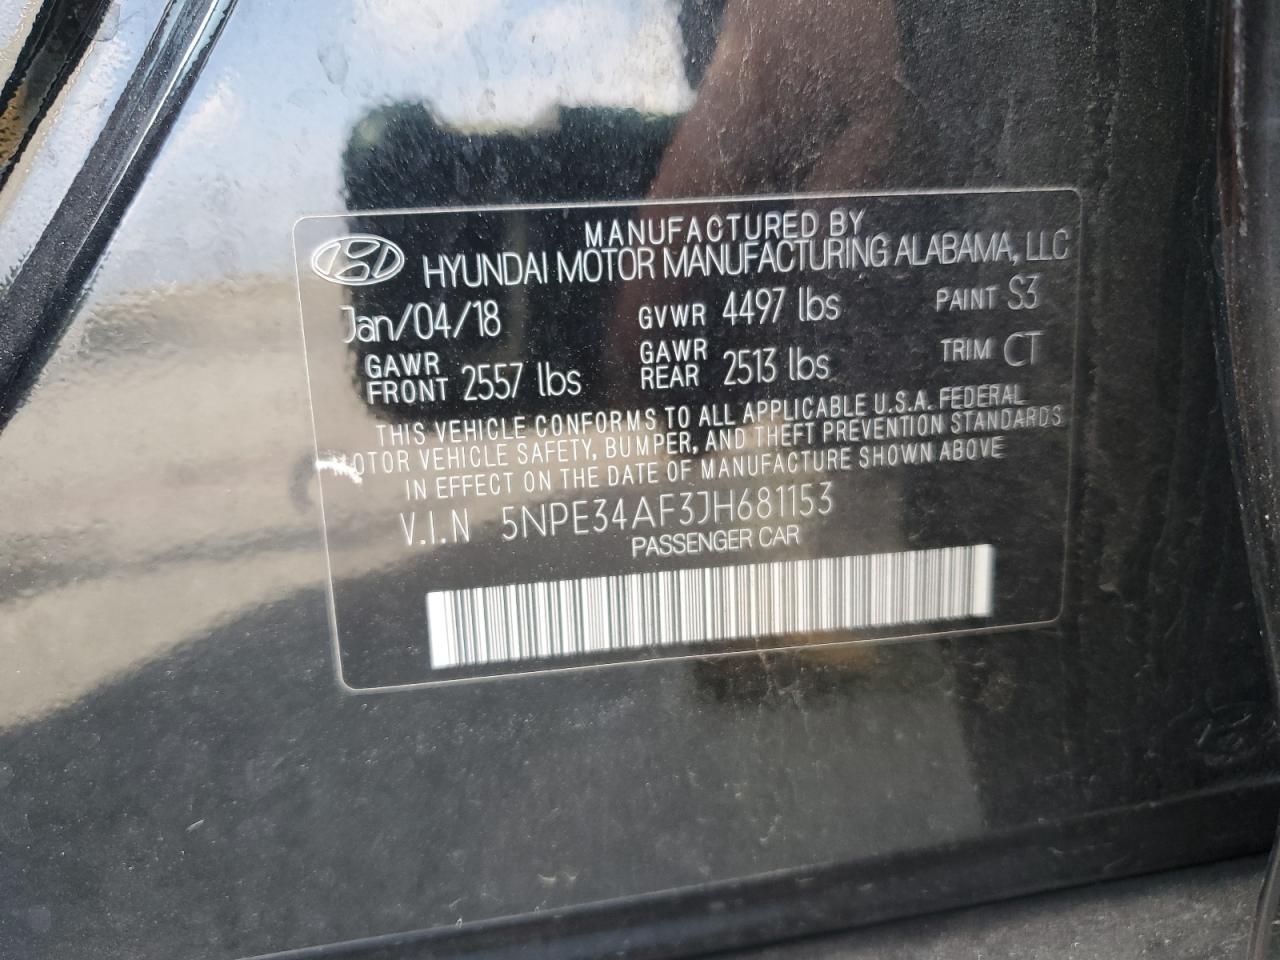 MANUFACTURED BY
HYUNDAI MOTOR MANUFACTURING ALABAMA, LLC
Jan/04/18 GVWR 4497 lbs PAINT S3
GAWR FRONT 2557 lbs GAWR REAR 2513 lbs TRIM CT
THIS VEHICLE CONFORMS TO ALL APPLICABLE U.S.A. FEDERAL
MOTOR VEHICLE SAFETY, BUMPER, AND THEFT PREVENTION STANDARDS
IN EFFECT ON THE DATE OF MANUFACTURE SHOWN ABOVE
V.I.N 5NPE34AF3JH681153
PASSENGER CAR